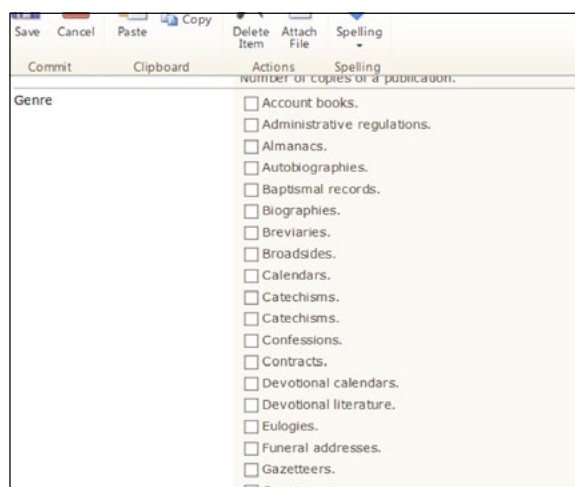 Copy
Save Cancel Paste Delete Item Attach File Spelling
Commit Clipboard Actions Spelling
Number of copies of a publication.
Genre
Account books.
Administrative regulations.
Almanacs.
Autobiographies.
Baptismal records.
Biographies.
Breviaries.
Broadsides.
Calendars.
Catechisms.
Catechisms.
Confessions.
Contracts.
Devotional calendars.
Devotional literature.
Eulogies.
Funeral addresses.
Gazetteers.